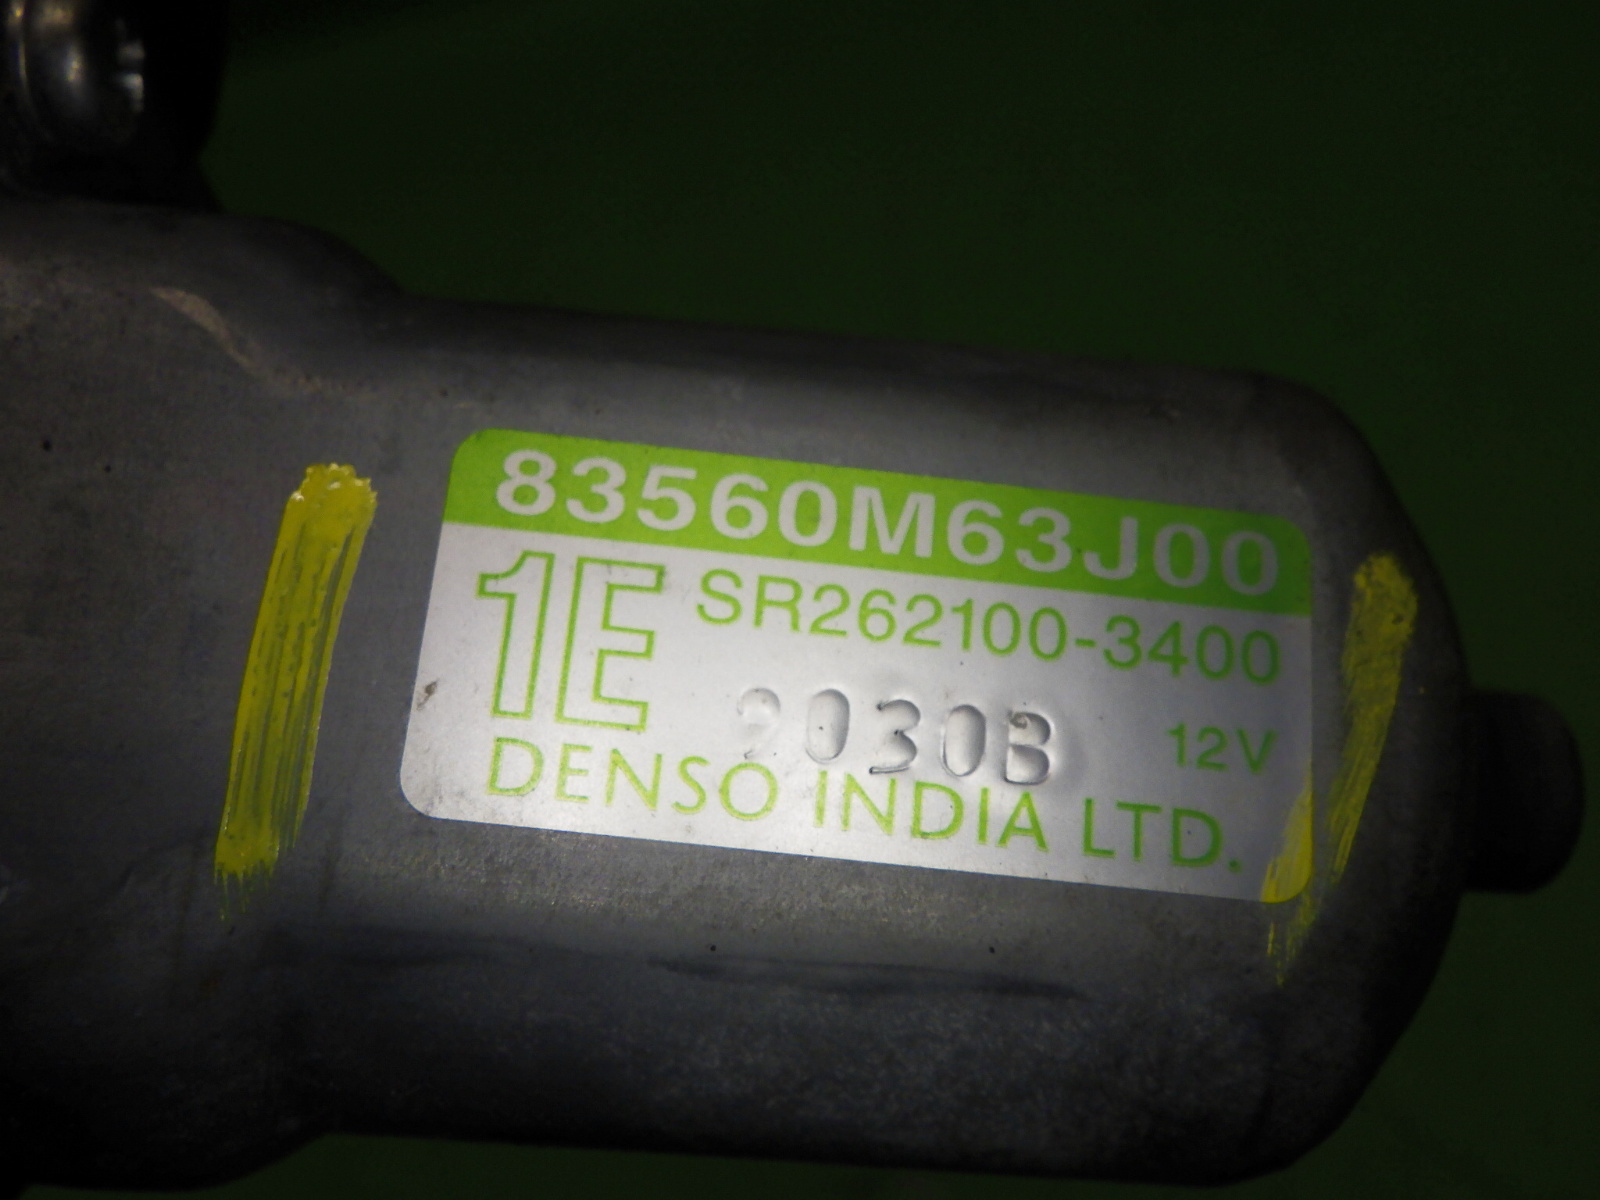 83560M63J00
1E SR262100-3400
9030B 12V
DENSO INDIA LTD.